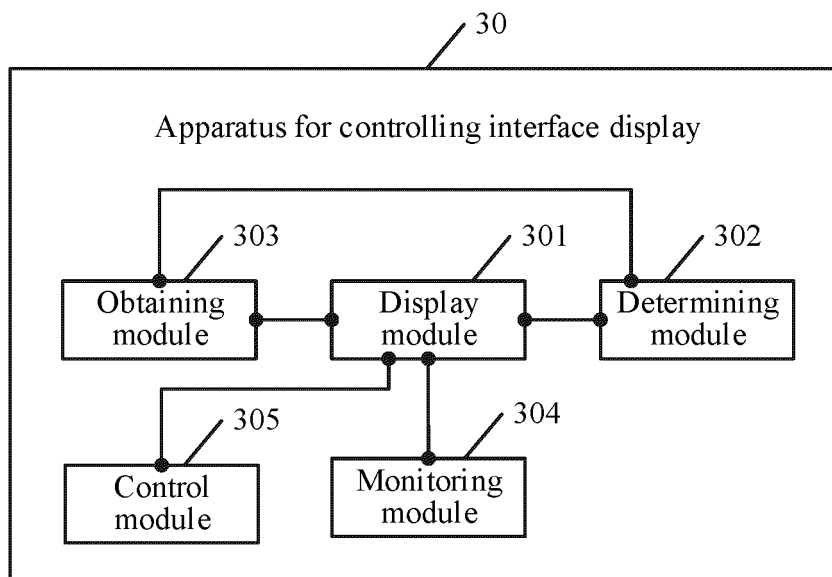 30
Apparatus for controlling interface display
303
301
302
Obtaining
module
Display
module
Determining
module
305
304
Control
module
Monitoring
module